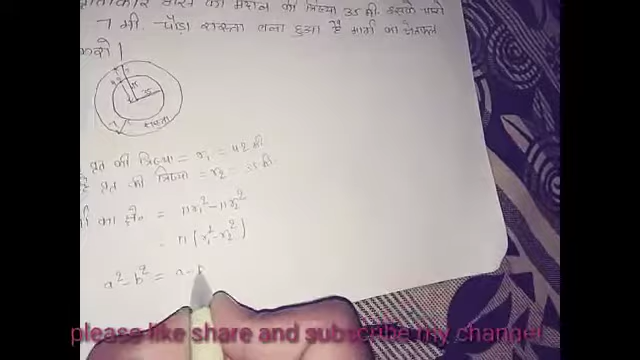 घास का मैदान की त्रिज्या 35 मी. इसके चारो
7 मी. चौड़ा रास्ता बना हुआ है मार्ग का क्षेत्रफल
करो।
35
रास्ता
वृत की त्रिज्या = r₁ = 42 मी.
वृत की त्रिज्या = r₂ = 35 मी.
का क्षेत्र = πr₁² - πr₂²
= π(r₁² - r₂²)
a² - b² = a -
please like share and subscribe my channel